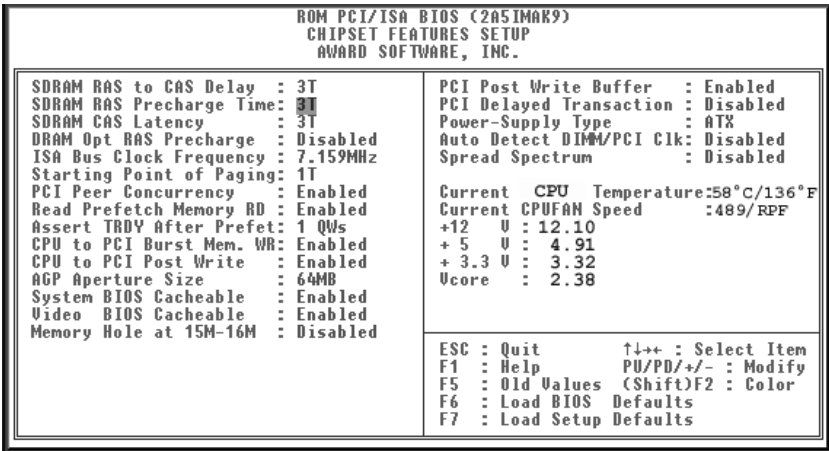 ROM PCI/ISA BIOS (2A5IMAK9)
CHIPSET FEATURES SETUP
AWARD SOFTWARE, INC.
SDRAM RAS to CAS Delay : 3T
SDRAM RAS Precharge Time: 3T
SDRAM CAS Latency : 3T
DRAM Opt RAS Precharge : Disabled
ISA Bus Clock Frequency : 7.159MHz
Starting Point of Paging: 1T
PCI Peer Concurrency : Enabled
Read Prefetch Memory RD : Enabled
Assert TRDY After Prefet: 1 QWs
CPU to PCI Burst Mem. WR: Enabled
CPU to PCI Post Write : Enabled
AGP Aperture Size : 64MB
System BIOS Cacheable : Enabled
Video BIOS Cacheable : Enabled
Memory Hole at 15M-16M : Disabled
PCI Post Write Buffer : Enabled
PCI Delayed Transaction : Disabled
Power-Supply Type : ATX
Auto Detect DIMM/PCI Clk: Disabled
Spread Spectrum : Disabled
Current CPU Temperature:58°C/136°F
Current CPUFAN Speed :489/RPF
+12 V : 12.10
+ 5 V : 4.91
+ 3.3 V : 3.32
Vcore : 2.38
ESC : Quit ↑↓→← : Select Item
F1 : Help PU/PD/+/- : Modify
F5 : Old Values (Shift)F2 : Color
F6 : Load BIOS Defaults
F7 : Load Setup Defaults